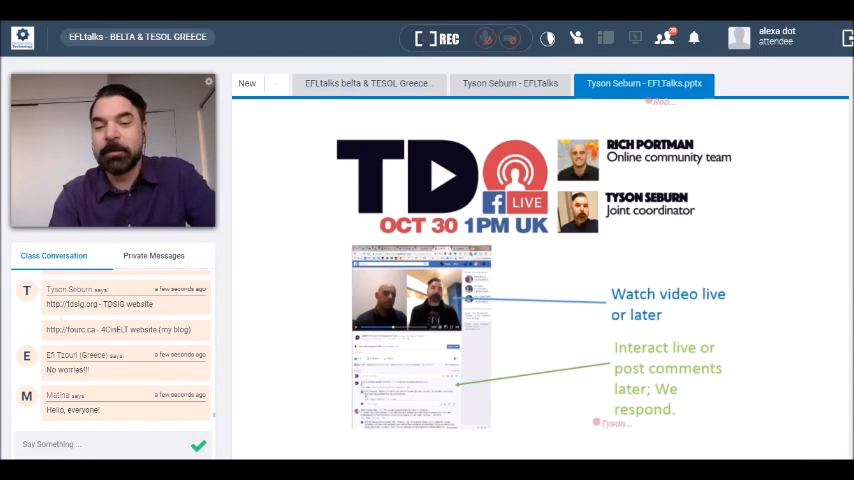 EFLtalks - BELTA & TESOL GREECE
REC
alexa dot
attendee
New
EFLtalks belta & TESOL Greece...
Tyson Seburn - EFLTalks
Tyson Seburn - EFLTalks.pptx
Rob...
TDO
LIVE
OCT 30 1PM UK
RICH PORTMAN
Online community team
TYSON SEBURN
Joint coordinator
Class Conversation
Private Messages
T
Tyson Seburn says:
a few seconds ago
http://tdsig.org - TDSiG website
http://fourc.ca - 4CinELT website (my blog)
E
Efi Tzouri (Greece) says:
a few seconds ago
No worries!!!
M
Matina says:
a few seconds ago
Hello, everyone!
Say Something ...
Watch video live
or later
Interact live or
post comments
later; We
respond.
Tyson...